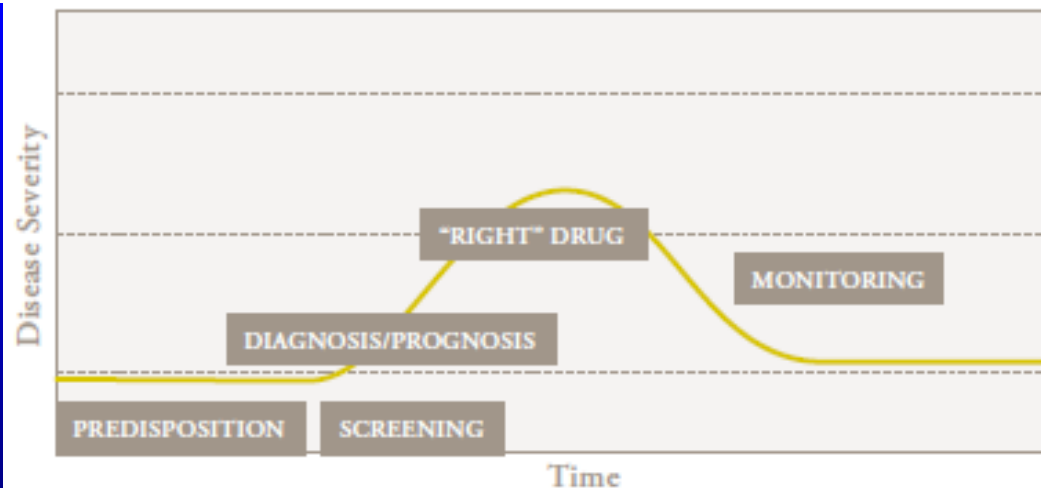 Disease Severity
"RIGHT" DRUG
MONITORING
DIAGNOSIS/PROGNOSIS
PREDISPOSITION
SCREENING
Time